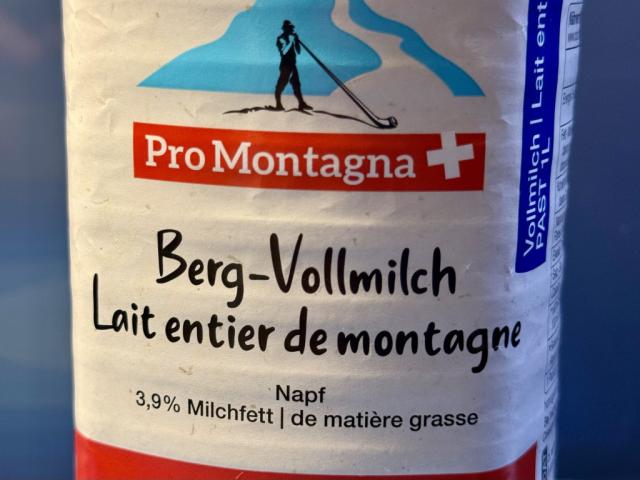 Pro Montagna
Berg-Vollmilch
Lait entier de montagne
Napf
3,9% Milchfett | de matière grasse
Vollmilch | Lait ent
PAST 1L